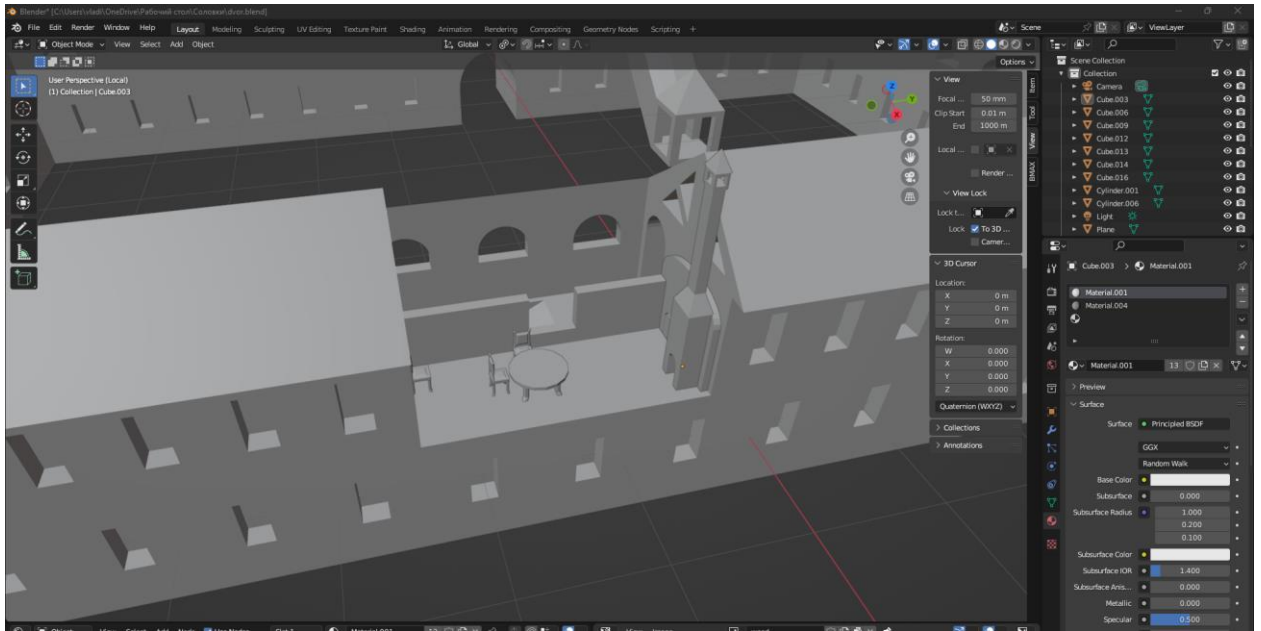 Blender* [C:\Users\vladi\OneDrive\Рабочий стол\Соловки\dvor.blend]
File Edit Render Window Help Layout Modeling Sculpting UV Editing Texture Paint Shading Animation Rendering Compositing Geometry Nodes Scripting + Scene ViewLayer
Object Mode View Select Add Object Global
Options
User Perspective (Local)
(1) Collection | Cube.003
Z
Y
X
View
Focal ... 50 mm
Clip Start 0.01 m
End 1000 m
Local ...
Render ...
View Lock
Lock t...
Lock To 3D ...
Camer...
3D Cursor
Location:
X 0 m
Y 0 m
Z 0 m
Rotation:
W 0.000
X 0.000
Y 0.000
Z 0.000
Quaternion (WXYZ)
Collections
Annotations
Item
Tool
View
BMAX
Scene Collection
Collection
Camera
Cube.003
Cube.006
Cube.009
Cube.012
Cube.013
Cube.014
Cube.016
Cylinder.001
Cylinder.006
Light
Plane
Cube.003 > Material.001
Material.001
Material.004
Material.001 13
Preview
Surface
Surface Principled BSDF
GGX
Random Walk
Base Color
Subsurface 0.000
Subsurface Radius 1.000
0.200
0.100
Subsurface Color
Subsurface IOR 1.400
Subsurface Anis... 0.000
Metallic 0.000
Specular 0.500